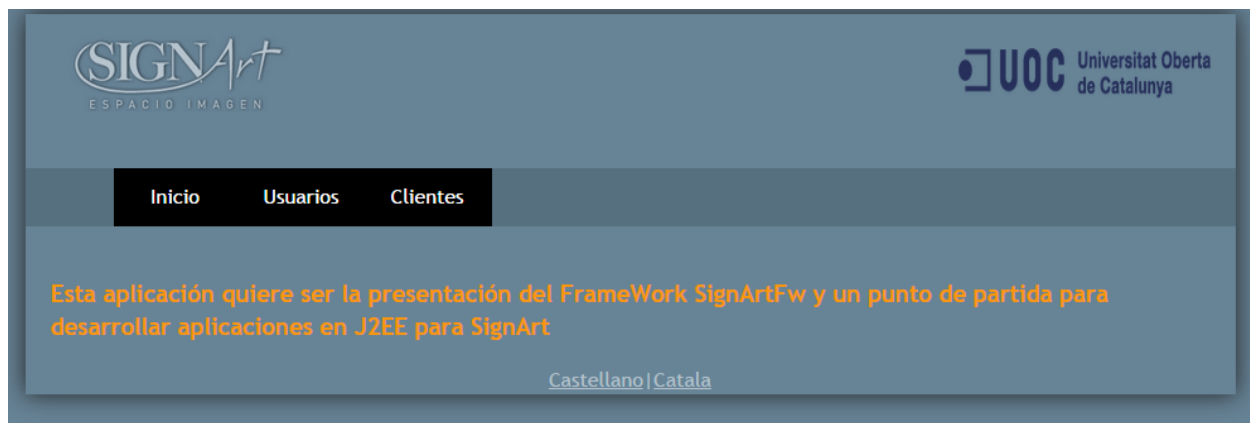 SIGNArt
ESPACIO IMAGEN
UOC Universitat Oberta
de Catalunya
Inicio Usuarios Clientes
Esta aplicación quiere ser la presentación del FrameWork SignArtFw y un punto de partida para
desarrollar aplicaciones en J2EE para SignArt
Castellano|Catala